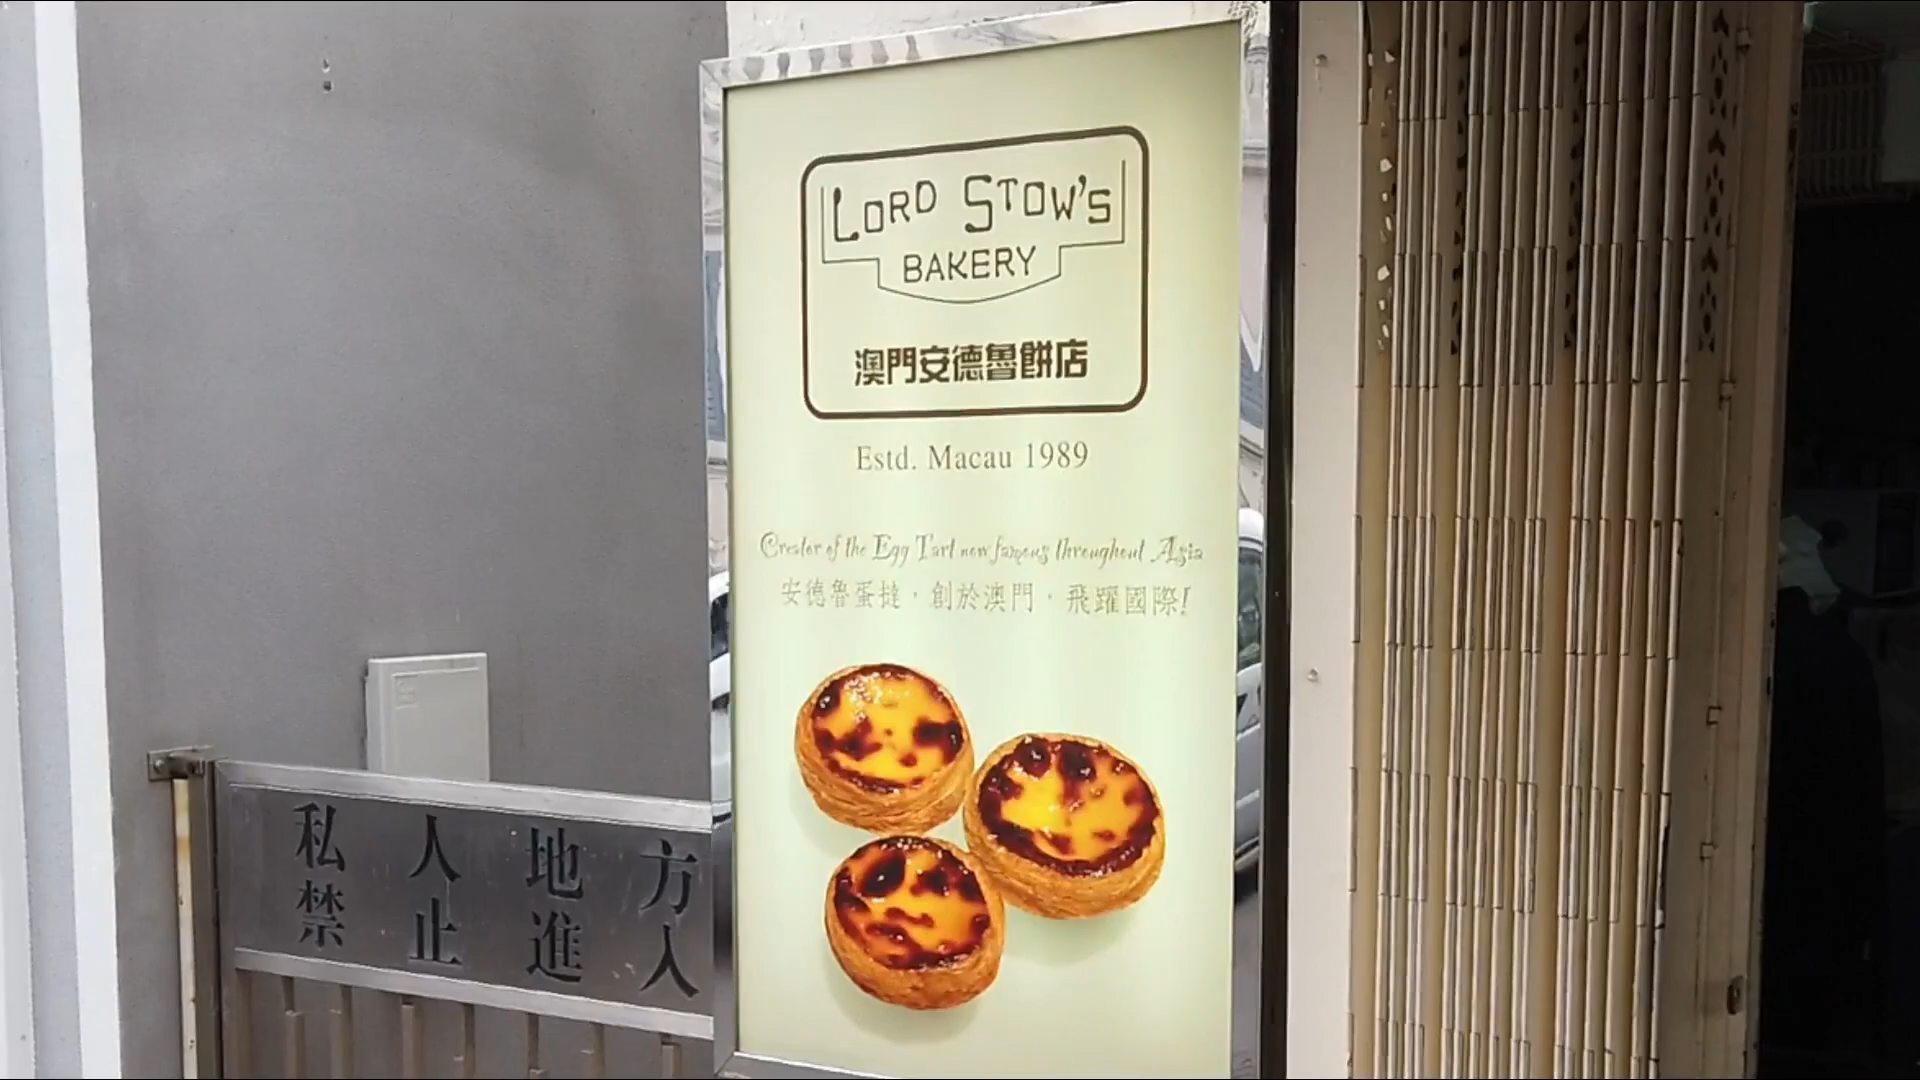 LORD STOW'S
BAKERY
澳門安德魯餅店
Estd. Macau 1989
Creator of the Egg Tart now famous throughout Asia
安德魯蛋撻，創於澳門，飛躍國際!
私人地方
禁止進入